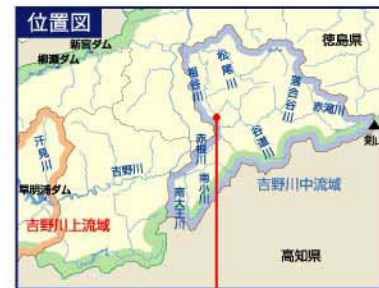 位置図
新宮ダム
柳瀬ダム
徳島県
松尾川
祖谷川
落合谷川
赤滝川
剣山
谷道川
汗見川
吉野川
赤根川
南小川
早明浦ダム
南大王川
吉野川中流域
吉野川上流域
高知県